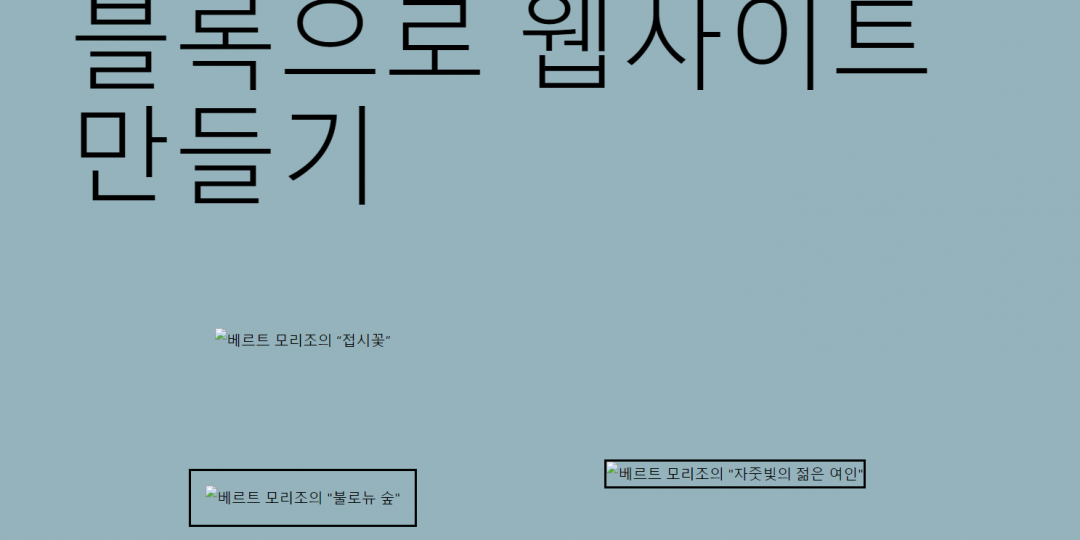 블록으로 웹사이트
만들기
베르트 모리조의 “접시꽃”
베르트 모리조의 "자줏빛의 젊은 여인"
베르트 모리조의 "불로뉴 숲"